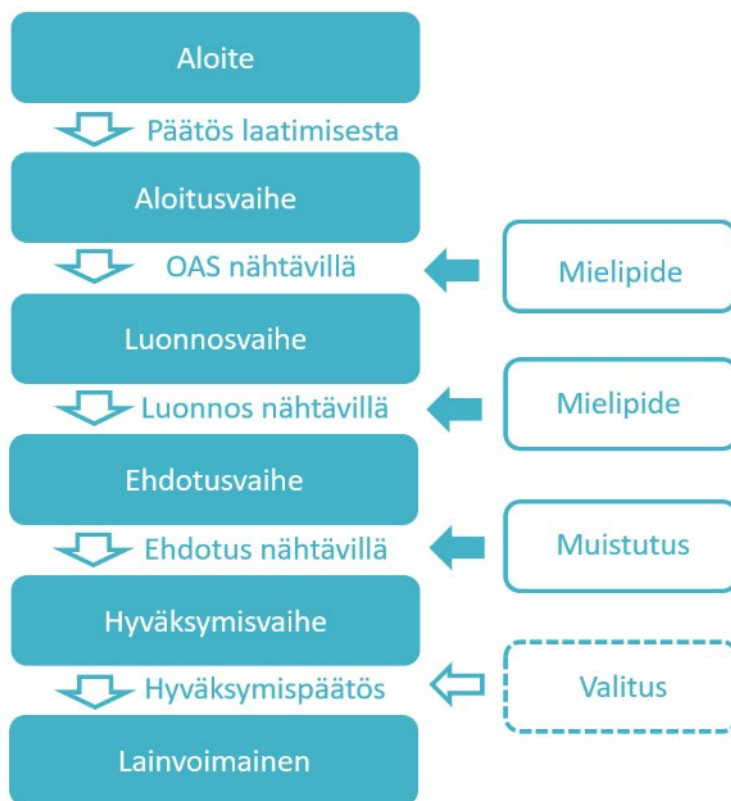 Aloite
Päätös laatimisesta
Aloitusvaihe
OAS nähtävillä
Mielipide
Luonnosvaihe
Luonnos nähtävillä
Mielipide
Ehdotusvaihe
Ehdotus nähtävillä
Muistutus
Hyväksymisvaihe
Hyväksymispäätös
Valitus
Lainvoimainen